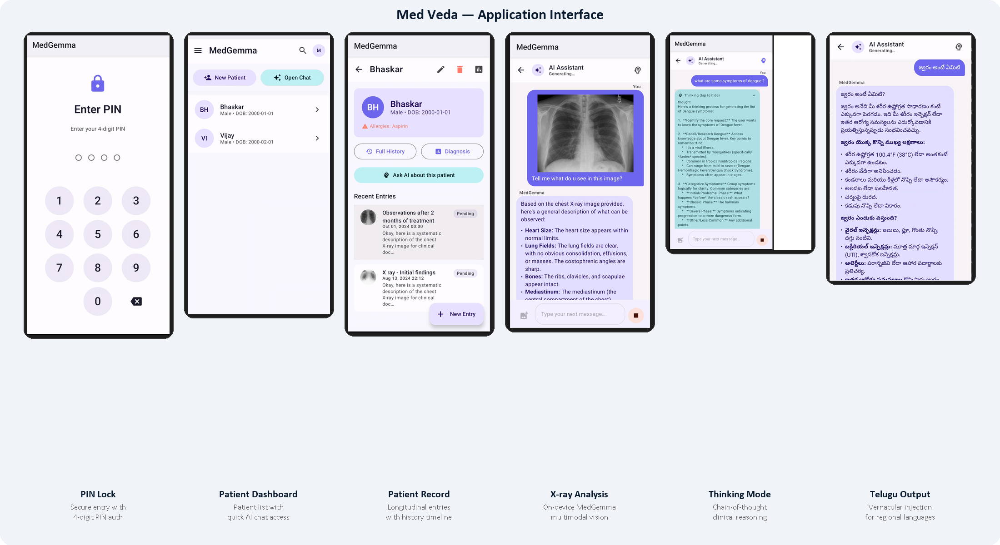 Med Veda — Application Interface
MedGemma
Enter PIN
Enter your 4-digit PIN
1 2 3
4 5 6
7 8 9
0
MedGemma
M
New Patient
Open Chat
BH
Bhaskar
Male • DOB: 2000-01-01
VI
Vijay
Male • DOB: 2000-02-01
MedGemma
Bhaskar
BH
Bhaskar
Male • DOB: 2000-01-01
Allergies: Aspirin
Full History
Diagnosis
Ask AI about this patient
Recent Entries
Observations after 2
months of treatment
Pending
Oct 01, 2024 00:00
Okay, here is a systematic
description of the chest
X-ray image for clinical
doc...
X ray - Initial findings
Pending
Aug 13, 2024 22:12
Okay, here is a systematic
description of the chest
X-ray image for clinical
doc...
New Entry
MedGemma
AI Assistant
Generating...
You
Tell me what do u see in this image?
MedGemma
Based on the chest X-ray image provided,
here's a general description of what can be
observed:
• Heart Size: The heart size appears within
normal limits.
• Lung Fields: The lung fields are clear,
with no obvious consolidation, effusions,
or masses. The costophrenic angles are
sharp.
• Bones: The ribs, clavicles, and scapulae
appear intact.
• Mediastinum: The mediastinum (the
central compartment of the chest)
Type your next message...
MedGemma
AI Assistant
Generating...
You
what are some symptoms of dengue ?
Thinking (tap to hide)
thought
Here's a thinking process for generating the list
of Dengue symptoms:
1. **Identify the core request:** The user wants
to know the symptoms of Dengue fever.
2. **Recall/Research Dengue:** Access
knowledge about Dengue fever. Key points to
remember/find:
* It's a viral illness.
* Transmitted by mosquitoes (specifically
*Aedes* species).
* Common in tropical/subtropical regions.
* Can range from mild to severe (Dengue
Hemorrhagic Fever/Dengue Shock Syndrome).
* Symptoms often appear in stages.
3. **Categorize Symptoms:** Group symptoms
logically for clarity. Common categories are:
* **Initial/Prodromal Phase:** What
happens *before* the classic rash appears?
* **Classic Phase:** The hallmark
symptoms.
* **Severe Phase:** Symptoms indicating
progression to a more dangerous form.
* **Other/Less Common:** Any additional
points.
Type your next message...
AI Assistant
Generating...
జ్వరం అంటే ఏమిటి
MedGemma
జ్వరం అంటే ఏమిటి?
జ్వరం అనేది మీ శరీర ఉష్ణోగ్రత సాధారణం కంటే
ఎక్కువగా పెరగడం. ఇది మీ శరీరం ఇన్ఫెక్షన్ లేదా
ఇతర ఆరోగ్య సమస్యలను ఎదుర్కోవడానికి
ప్రయత్నిస్తున్నప్పుడు సంభవించవచ్చు.
జ్వరం యొక్క కొన్ని ముఖ్య లక్షణాలు:
• శరీర ఉష్ణోగ్రత 100.4°F (38°C) లేదా అంతకంటే
ఎక్కువగా ఉండటం.
• శరీరం వేడిగా అనిపించడం.
• కండరాలు మరియు కీళ్లలో నొప్పి లేదా అసౌకర్యం.
• అలసట లేదా బలహీనత.
• చర్మంపై దురద.
• కడుపు నొప్పి లేదా వికారం.
జ్వరం ఎందుకు వస్తుంది?
• వైరల్ ఇన్ఫెక్షన్లు: జలుబు, ఫ్లూ, గొంతు నొప్పి,
దగ్గు వంటివి.
• బాక్టీరియల్ ఇన్ఫెక్షన్లు: మూత్ర మార్గ ఇన్ఫెక్షన్
(UTI), శ్వాసకోశ ఇన్ఫెక్షన్లు.
• అలెర్జీలు: పరాన్నజీవి లేదా ఆహార పదార్థాలకు
ప్రతిచర్య.
• ఇతర ఆరోగ్య సమస్యలు: కొన్నిసార్లు జ్వరం
PIN Lock
Secure entry with
4-digit PIN auth
Patient Dashboard
Patient list with
quick AI chat access
Patient Record
Longitudinal entries
with history timeline
X-ray Analysis
On-device MedGemma
multimodal vision
Thinking Mode
Chain-of-thought
clinical reasoning
Telugu Output
Vernacular injection
for regional languages